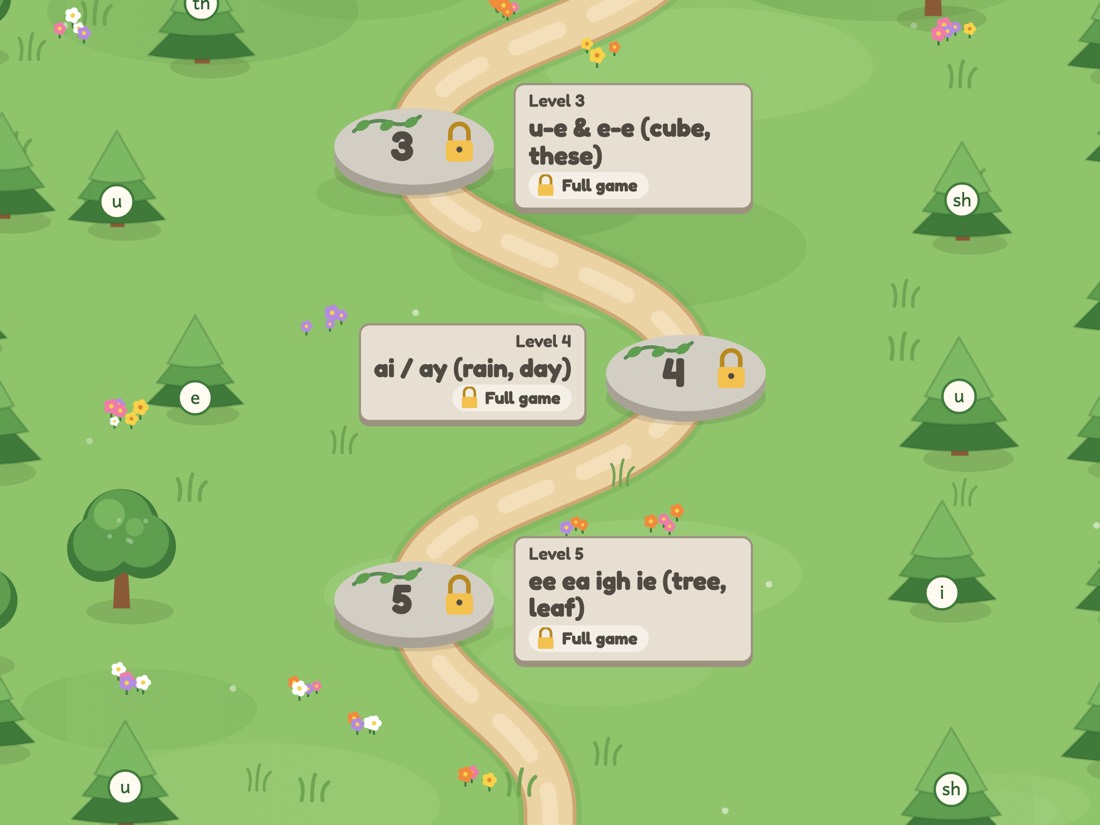 th
Level 3
3
u-e & e-e (cube,
these)
Full game
u
sh
Level 4
ai / ay (rain, day)
4
Full game
e
u
Level 5
ee ea igh ie (tree,
leaf)
5
Full game
i
u
sh